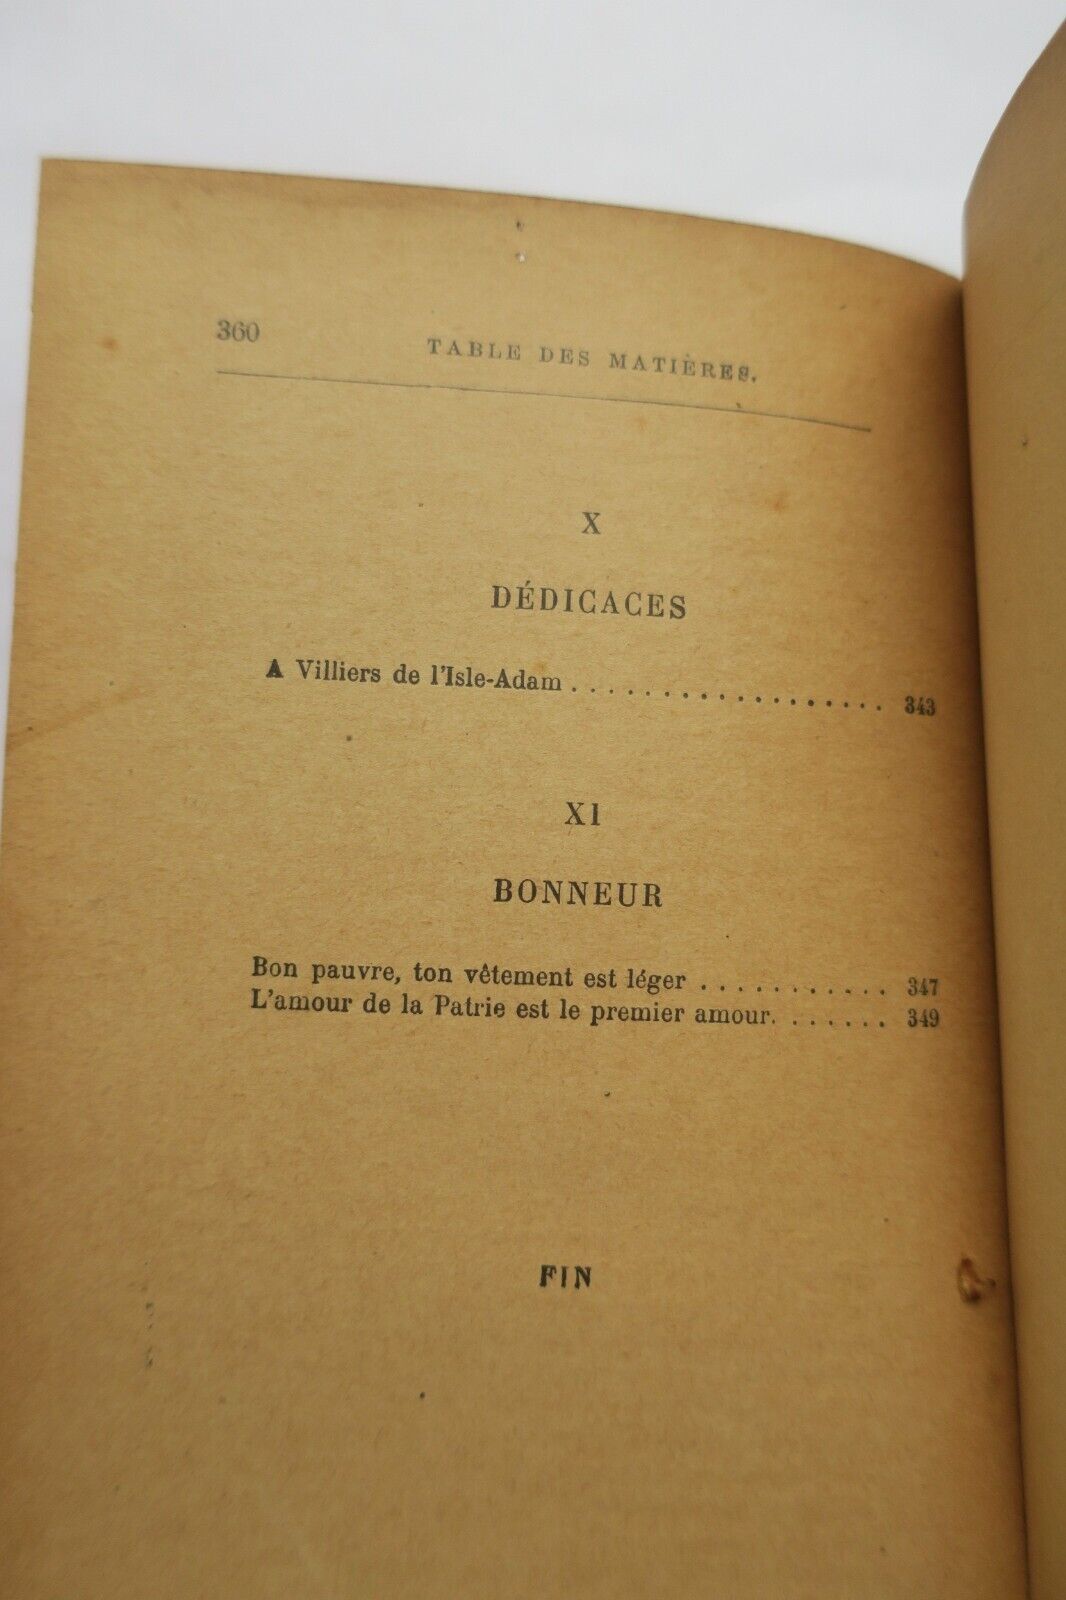 360
TABLE DES MATIÈRES.
X
DÉDICACES
A Villiers de l'Isle-Adam . . . . . . . . . . . . . . . . . . 343
XI
BONNEUR
Bon pauvre, ton vêtement est léger . . . . . . . . . . . 347
L'amour de la Patrie est le premier amour. . . . . . . 349
FIN